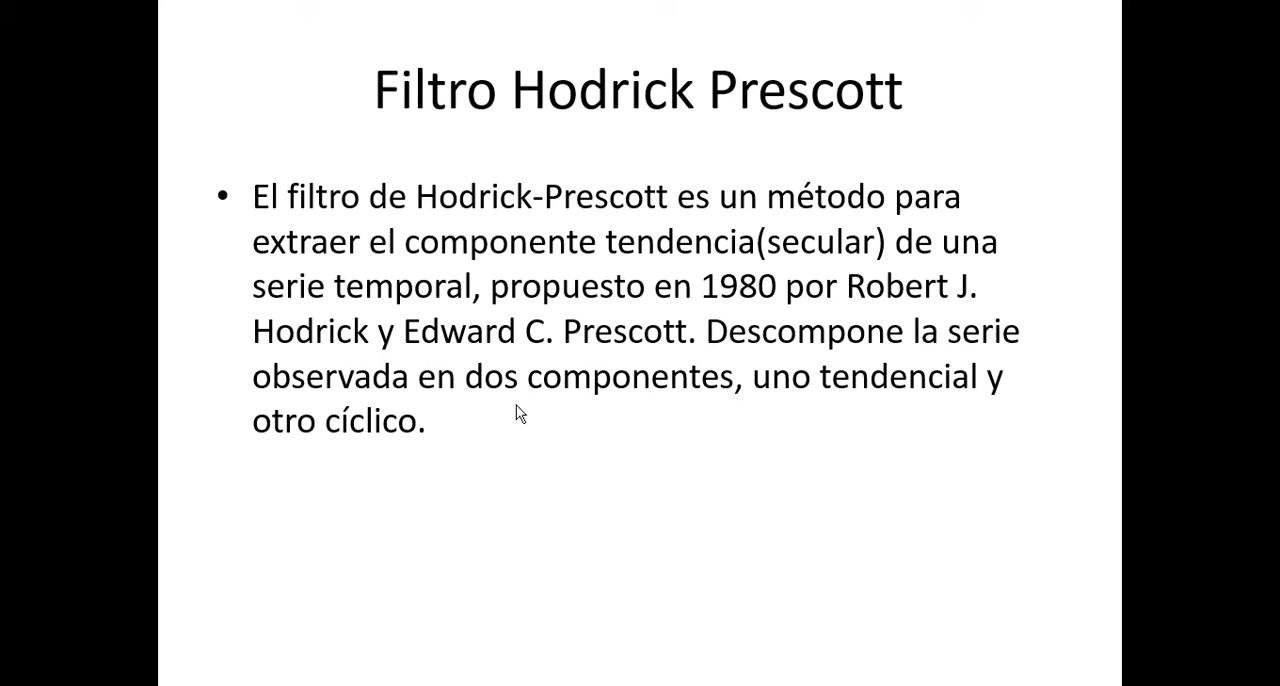 Filtro Hodrick Prescott
• El filtro de Hodrick-Prescott es un método para
extraer el componente tendencia(secular) de una
serie temporal, propuesto en 1980 por Robert J.
Hodrick y Edward C. Prescott. Descompone la serie
observada en dos componentes, uno tendencial y
otro cíclico.